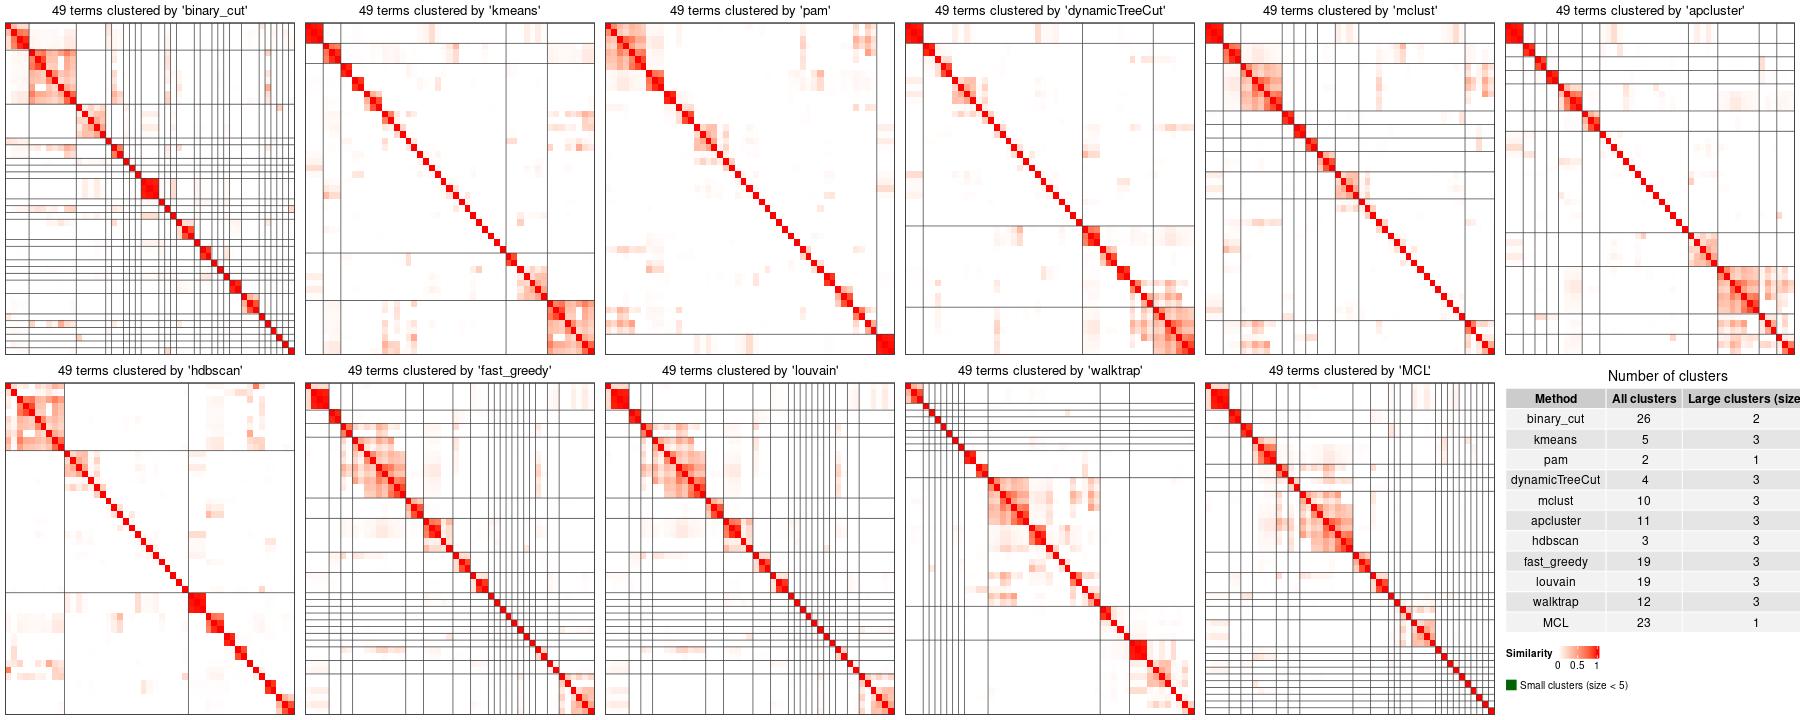 49 terms clustered by 'binary_cut'
49 terms clustered by 'kmeans'
49 terms clustered by 'pam'
49 terms clustered by 'dynamicTreeCut'
49 terms clustered by 'mclust'
49 terms clustered by 'apcluster'
49 terms clustered by 'hdbscan'
49 terms clustered by 'fast_greedy'
49 terms clustered by 'louvain'
49 terms clustered by 'walktrap'
49 terms clustered by 'MCL'
Number of clusters
Method All clusters Large clusters (size
binary_cut 26 2
kmeans 5 3
pam 2 1
dynamicTreeCut 4 3
mclust 10 3
apcluster 11 3
hdbscan 3 3
fast_greedy 19 3
louvain 19 3
walktrap 12 3
MCL 23 1
Similarity
0 0.5 1
Small clusters (size < 5)